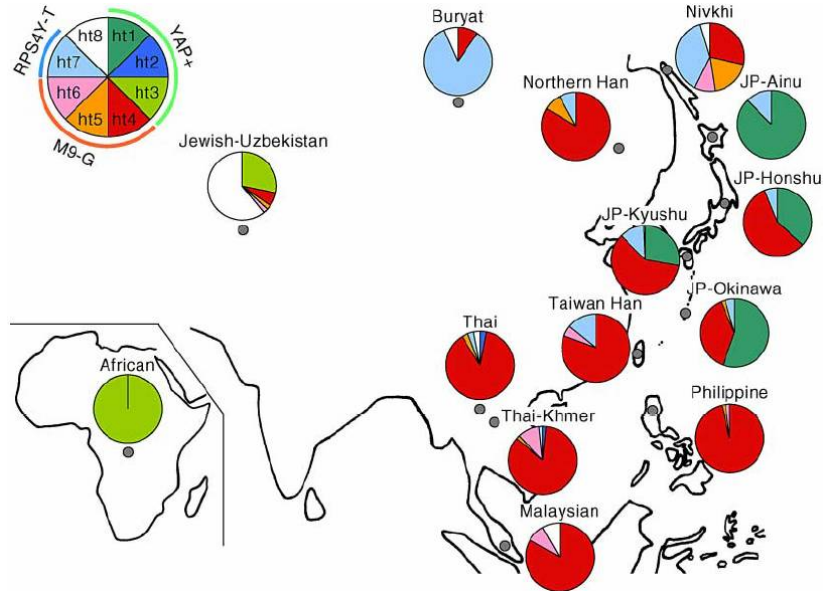 RPS4Y-T
YAP+
M9-G
ht8
ht1
ht7
ht2
ht6
ht3
ht5
ht4
Buryat
Nivkhi
Northern Han
JP-Ainu
Jewish-Uzbekistan
JP-Honshu
JP-Kyushu
JP-Okinawa
Taiwan Han
Thai
African
Philippine
Thai-Khmer
Malaysian